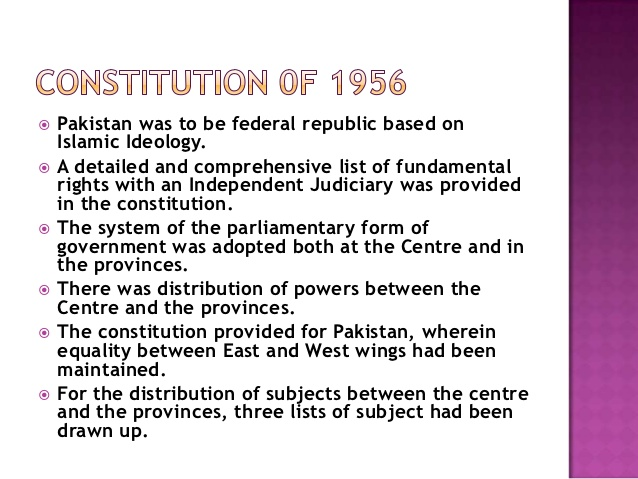 CONSTITUTION 0F 1956
Pakistan was to be federal republic based on
Islamic Ideology.
A detailed and comprehensive list of fundamental
rights with an Independent Judiciary was provided
in the constitution.
The system of the parliamentary form of
government was adopted both at the Centre and in
the provinces.
There was distribution of powers between the
Centre and the provinces.
The constitution provided for Pakistan, wherein
equality between East and West wings had been
maintained.
For the distribution of subjects between the centre
and the provinces, three lists of subject had been
drawn up.